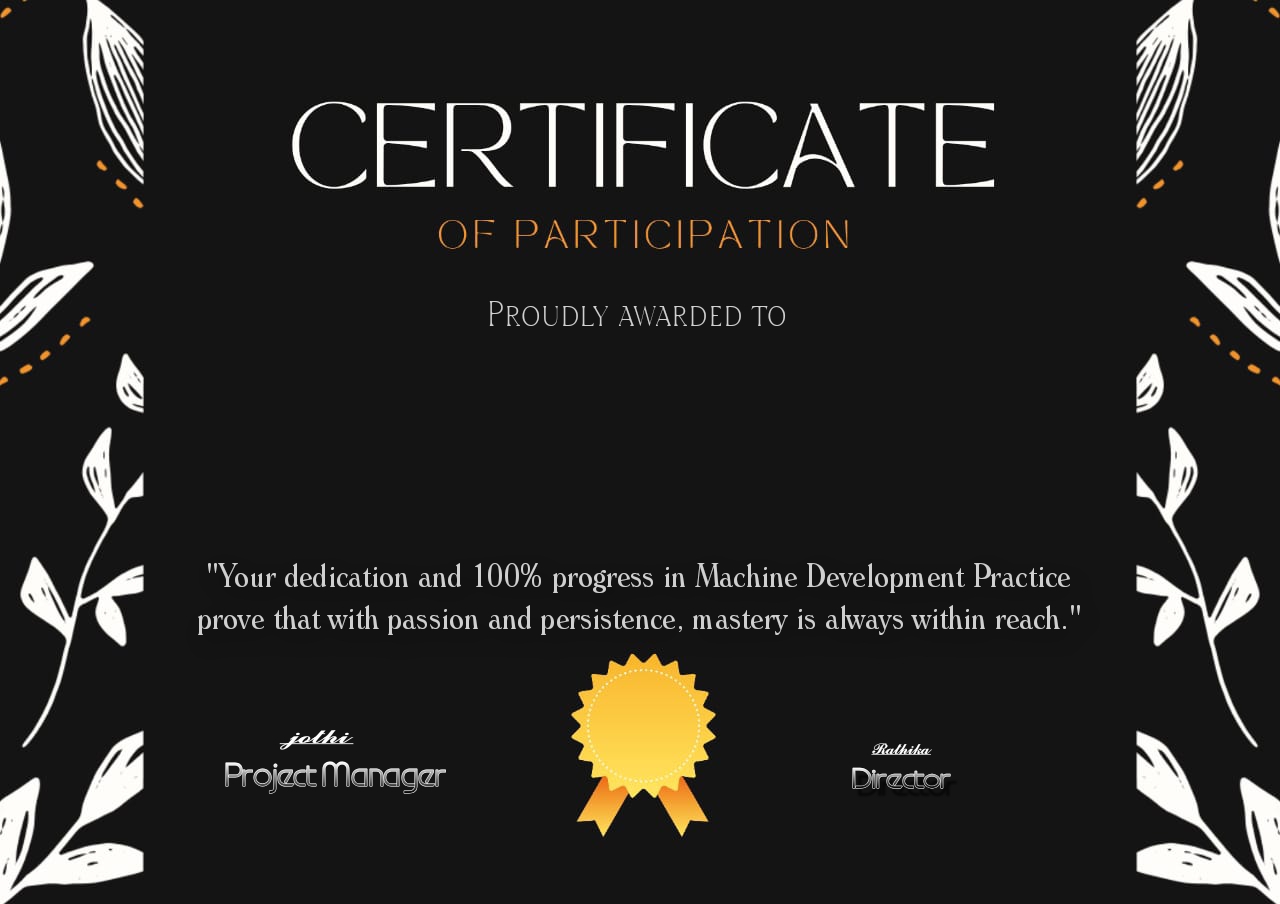 CERTIFICATE
OF PARTICIPATION
PROUDLY AWARDED TO
"Your dedication and 100% progress in Machine Development Practice
prove that with passion and persistence, mastery is always within reach."
jothi
Project Manager
Rathika
Director